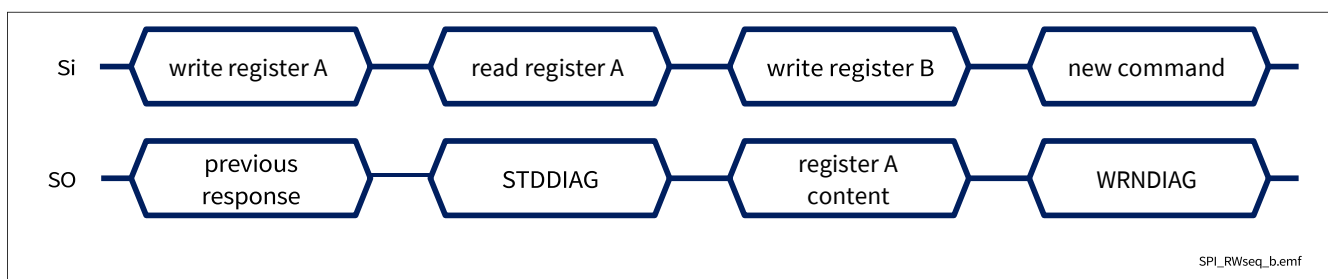 Si
write register A
read register A
write register B
new command
SO
previous
response
STDDIAG
register A
content
WRNDIAG
SPI_RWseq_b.emf